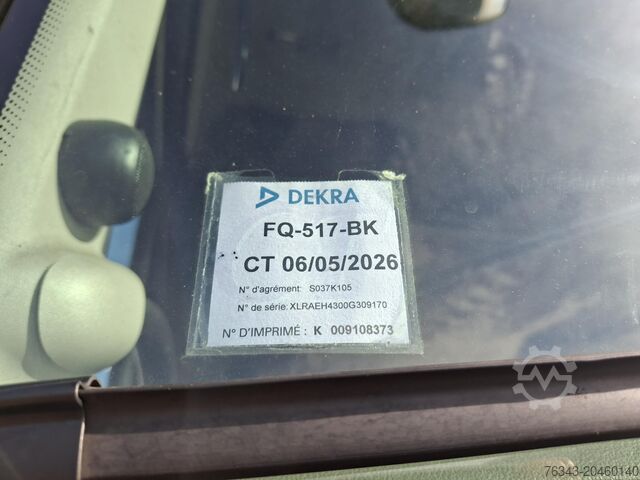 DEKRA
FQ-517-BK
CT 06/05/2026
N° d'agrément: S037K105
N° de série: XLRAEH4300G309170
N° D'IMPRIMÉ : K 009108373
76343-20460140